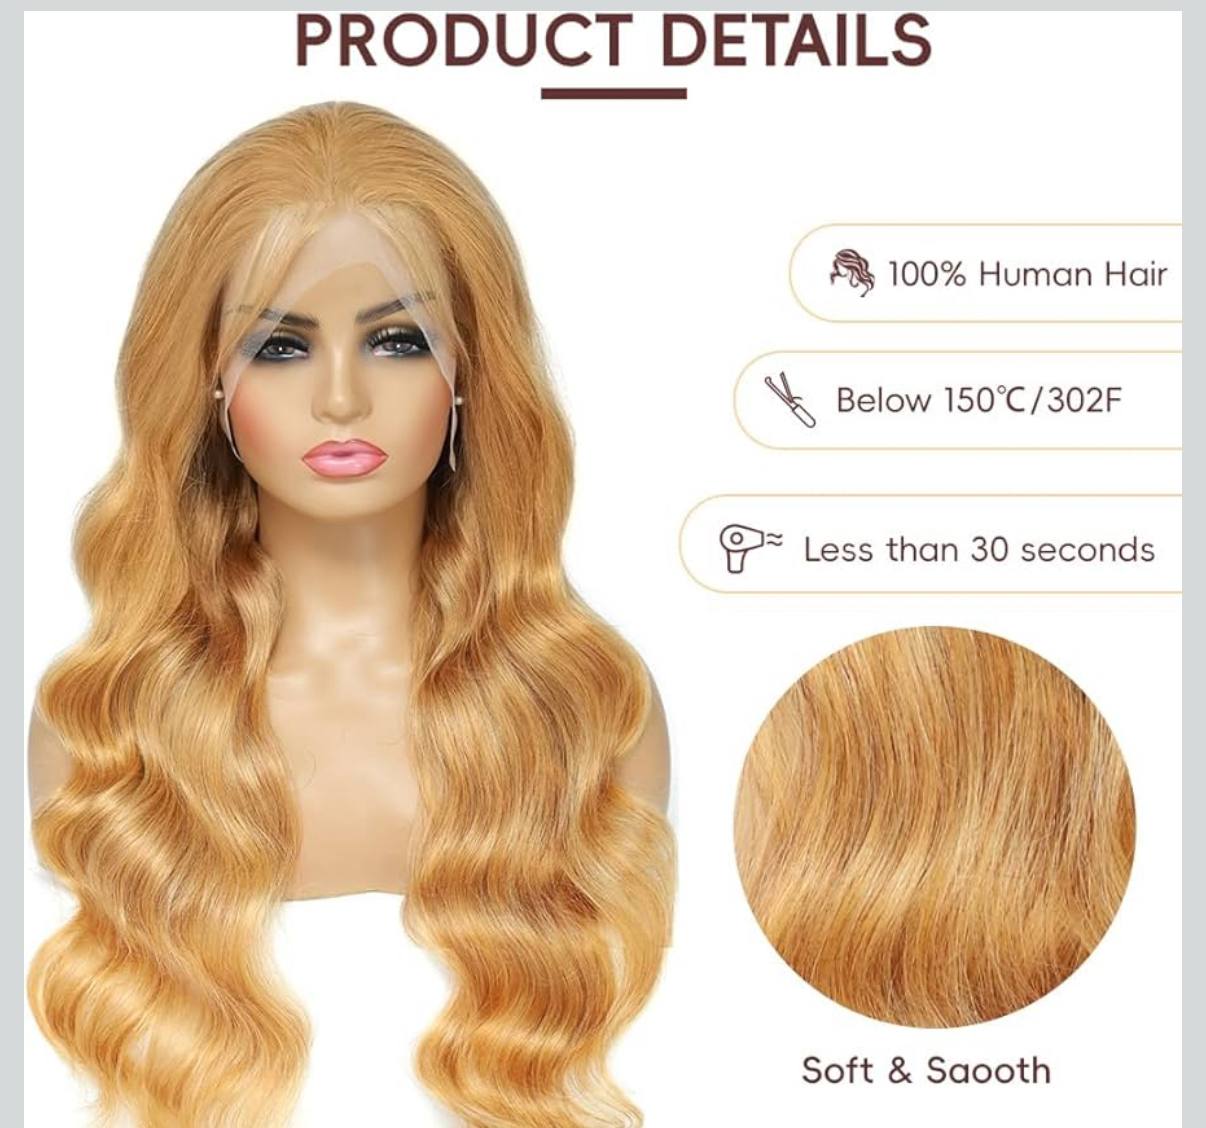 PRODUCT DETAILS
100% Human Hair
Below 150℃/302F
Less than 30 seconds
Soft & Saooth